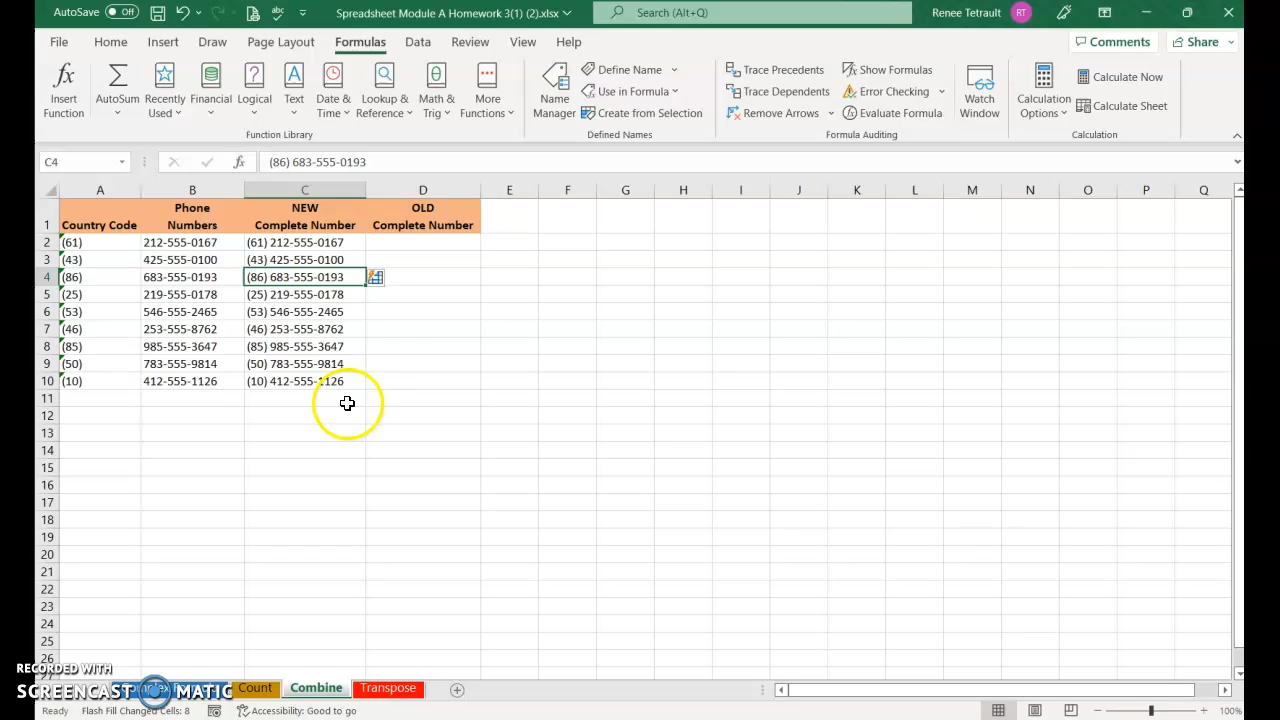 AutoSave Off Spreadsheet Module A Homework 3(1) (2).xlsx Search (Alt+Q) Renee Tetrault RT
File Home Insert Draw Page Layout Formulas Data Review View Help Comments Share
Insert Function AutoSum Recently Used Financial Logical Text Date & Time Lookup & Reference Math & Trig More Functions
Name Manager Define Name Use in Formula Create from Selection
Trace Precedents Trace Dependents Remove Arrows Show Formulas Error Checking Evaluate Formula
Watch Window Calculation Options Calculate Now Calculate Sheet
Function Library Defined Names Formula Auditing Calculation
C4 fx (86) 683-555-0193
A B C D E F G H I J K L M N O P Q
1 Country Code Phone Numbers NEW Complete Number OLD Complete Number
2 (61) 212-555-0167 (61) 212-555-0167
3 (43) 425-555-0100 (43) 425-555-0100
4 (86) 683-555-0193 (86) 683-555-0193
5 (25) 219-555-0178 (25) 219-555-0178
6 (53) 546-555-2465 (53) 546-555-2465
7 (46) 253-555-8762 (46) 253-555-8762
8 (85) 985-555-3647 (85) 985-555-3647
9 (50) 783-555-9814 (50) 783-555-9814
10 (10) 412-555-1126 (10) 412-555-1126
11
12
13
14
15
16
17
18
19
20
21
22
23
24
25
26
RECORDED WITH
SCREENCAST MATIC
Count Combine Transpose
Ready Flash Fill Changed Cells: 8 Accessibility: Good to go 100%